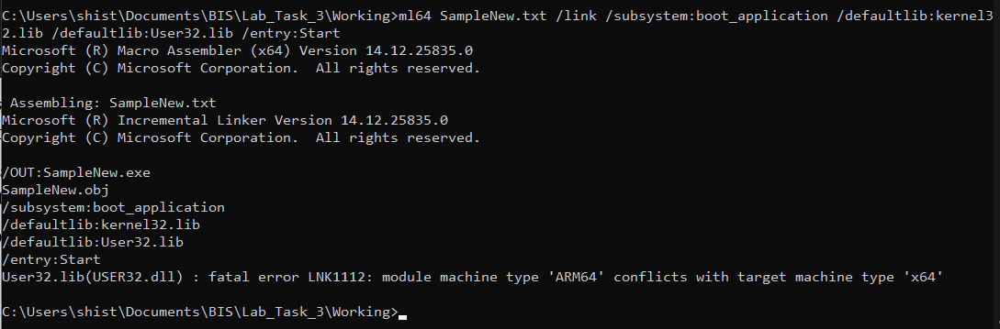 C:\Users\shist\Documents\BIS\Lab_Task_3\Working>ml64 SampleNew.txt /link /subsystem:boot_application /defaultlib:kernel3
2.lib /defaultlib:User32.lib /entry:Start
Microsoft (R) Macro Assembler (x64) Version 14.12.25835.0
Copyright (C) Microsoft Corporation.  All rights reserved.
Assembling: SampleNew.txt
Microsoft (R) Incremental Linker Version 14.12.25835.0
Copyright (C) Microsoft Corporation.  All rights reserved.
/OUT:SampleNew.exe
SampleNew.obj
/subsystem:boot_application
/defaultlib:kernel32.lib
/defaultlib:User32.lib
/entry:Start
User32.lib(USER32.dll) : fatal error LNK1112: module machine type 'ARM64' conflicts with target machine type 'x64'
C:\Users\shist\Documents\BIS\Lab_Task_3\Working>